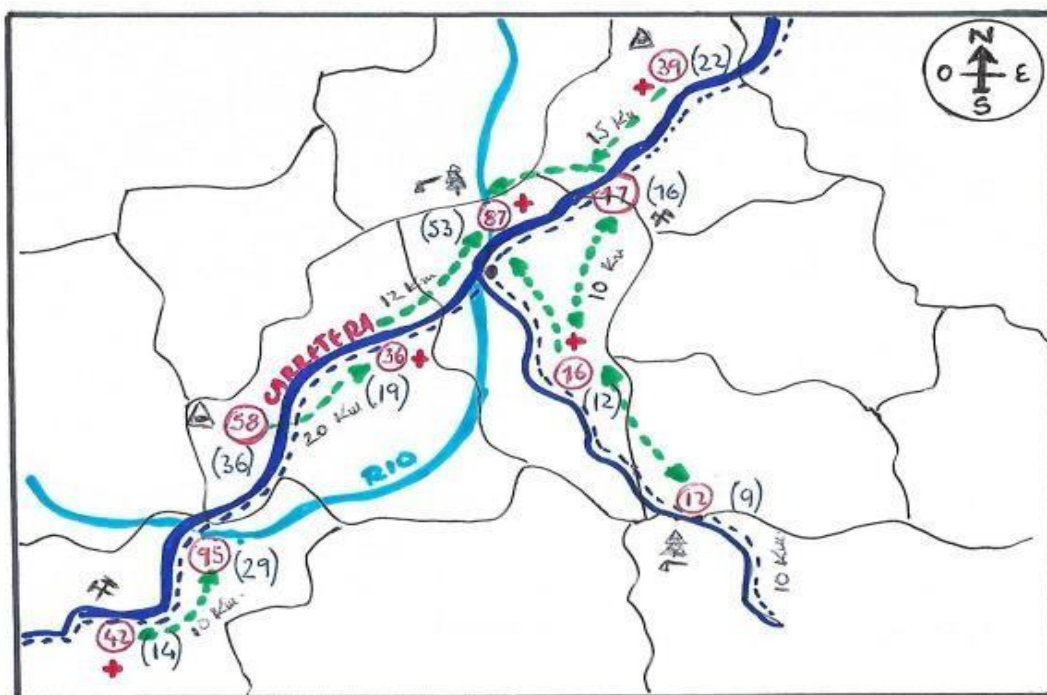 N
O E
S
39 (22)
15 Km
17 (16)
87
(53)
12 Km
10 Km
CARRETERA
36
(19)
16
(12)
58
20 Km
(36)
RIO
12 (9)
95
(29)
10 Km
10 Km.
42
(14)